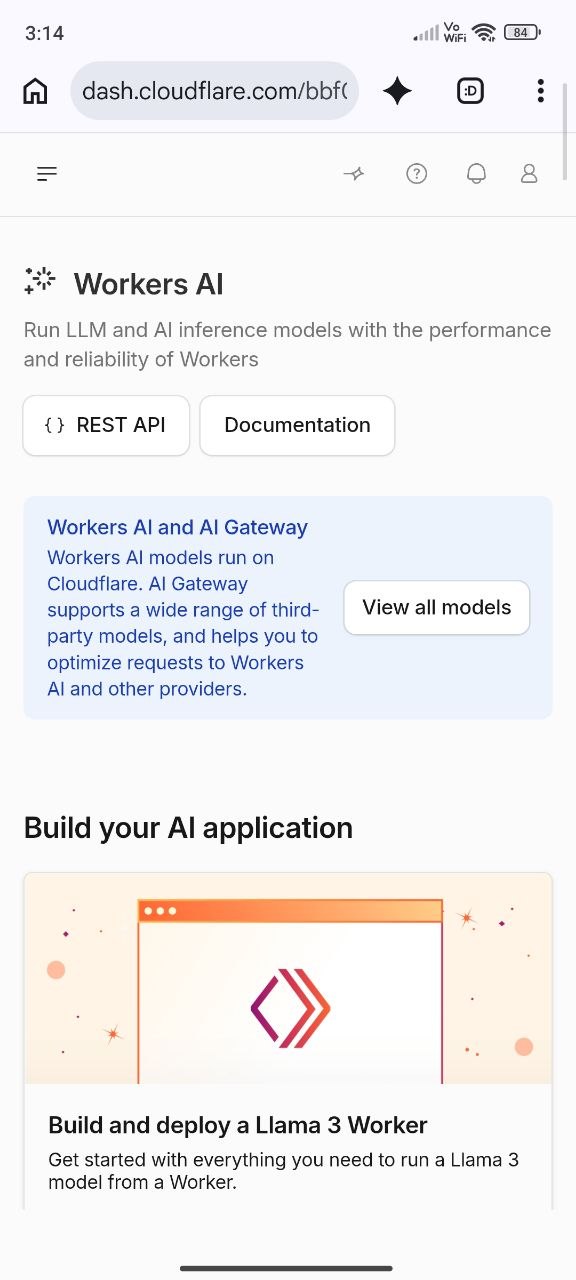 3:14
Vo
WiFi
84
dash.cloudflare.com/bbf
:D
Workers AI
Run LLM and AI inference models with the performance
and reliability of Workers
{ } REST API
Documentation
Workers AI and AI Gateway
Workers AI models run on
Cloudflare. AI Gateway
supports a wide range of third-
party models, and helps you to
optimize requests to Workers
AI and other providers.
View all models
Build your AI application
Build and deploy a Llama 3 Worker
Get started with everything you need to run a Llama 3
model from a Worker.